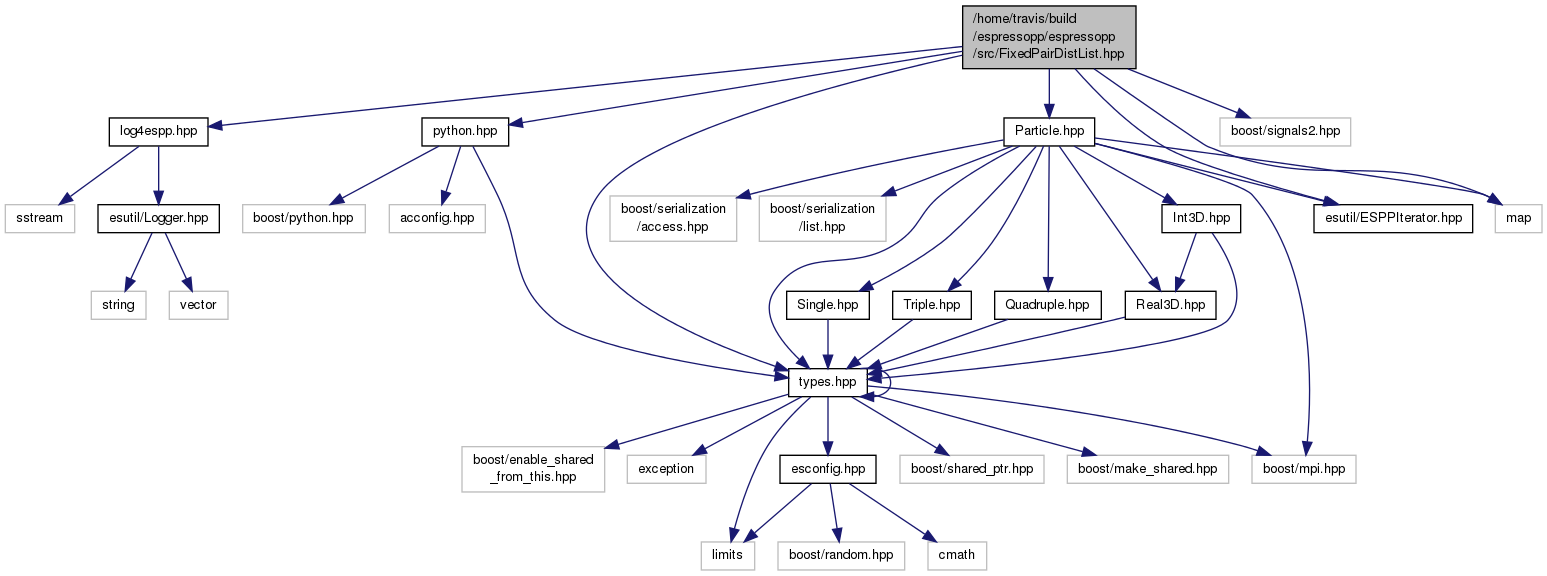 /home/travis/build
/espressopp/espressopp
/src/FixedPairDistList.hpp
log4espp.hpp
python.hpp
Particle.hpp
boost/signals2.hpp
sstream
esutil/Logger.hpp
boost/python.hpp
acconfig.hpp
boost/serialization
/access.hpp
boost/serialization
/list.hpp
Int3D.hpp
esutil/ESPPIterator.hpp
map
string
vector
Single.hpp
Triple.hpp
Quadruple.hpp
Real3D.hpp
types.hpp
boost/enable_shared
_from_this.hpp
exception
esconfig.hpp
boost/shared_ptr.hpp
boost/make_shared.hpp
boost/mpi.hpp
limits
boost/random.hpp
cmath